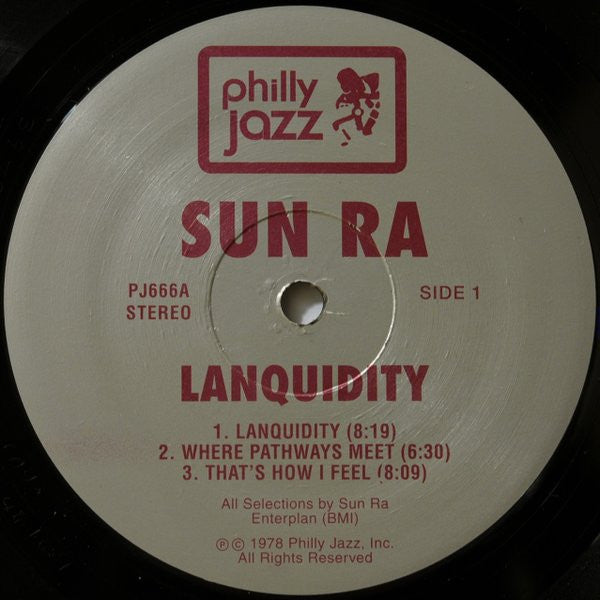 philly
jazz
SUN RA
PJ666A
STEREO
SIDE 1
LANQUIDITY
1. LANQUIDITY (8:19)
2. WHERE PATHWAYS MEET (6:30)
3. THAT'S HOW I FEEL (8:09)
All Selections by Sun Ra
Enterplan (BMI)
℗ © 1978 Philly Jazz, Inc.
All Rights Reserved